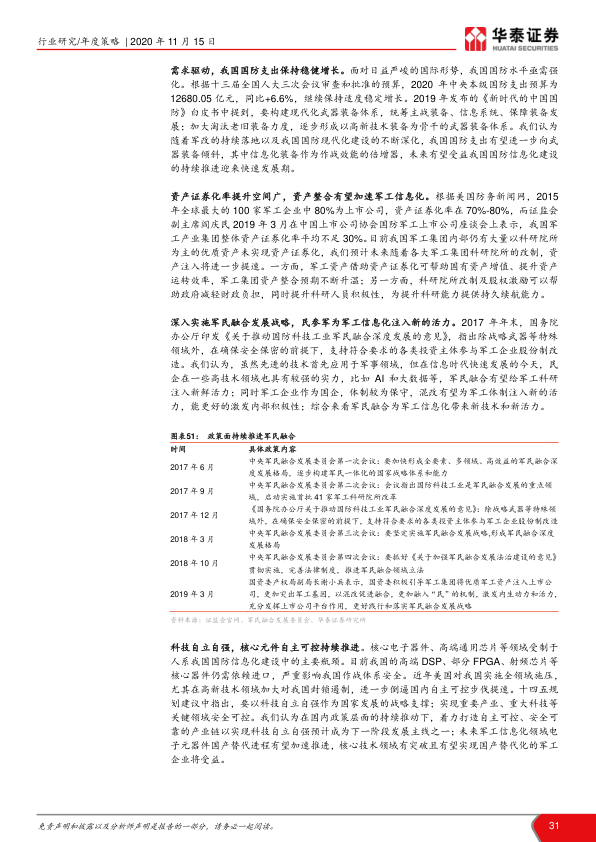 行业研究/年度策略 | 2020 年 11 月 15 日
华泰证券
HUATAI SECURITIES
需求驱动，我国国防支出保持稳健增长。面对日益严峻的国际形势，我国国防水平亟需强
化。根据十三届全国人大三次会议审查和批准的预算，2020 年中央本级国防支出预算为
12680.05 亿元，同比+6.6%，继续保持适度稳定增长。2019 年发布的《新时代的中国国
防》白皮书中提到，要构建现代化武器装备体系，统筹主战装备、信息系统、保障装备发
展；加大淘汰老旧装备力度，逐步形成以高新技术装备为骨干的武器装备体系。我们认为
随着军改的持续落地以及我国国防现代化建设的不断深化，我国国防支出有望进一步向武
器装备倾斜，其中信息化装备作为作战效能的倍增器，未来有望受益我国国防信息化建设
的持续推进迎来快速发展期。
资产证券化率提升空间广，资产整合有望加速军工信息化。根据美国防务新闻网，2015
年全球最大的 100 家军工企业中 80%为上市公司，资产证券化率在 70%-80%，而证监会
副主席阎庆民 2019 年 3 月在中国上市公司协会国防军工上市公司座谈会上表示，我国军
工产业集团整体资产证券化率平均不足 30%。目前我国军工集团内部仍有大量以科研院所
为主的优质资产未实现资产证券化，我们预计未来随着各大军工集团科研院所的改制，资
产注入将进一步提速。一方面，军工资产借助资产证券化可帮助国有资产增值、提升资产
运转效率，军工集团资产整合预期不断升温；另一方面，科研院所改制及股权激励可以帮
助政府减轻财政负担，同时提升科研人员积极性，为提升科研能力提供持久续航能力。
深入实施军民融合发展战略，民参军为军工信息化注入新的活力。2017 年年末，国务院
办公厅印发《关于推动国防科技工业军民融合深度发展的意见》，指出除战略武器等特殊
领域外，在确保安全保密的前提下，支持符合要求的各类投资主体参与军工企业股份制改
造。我们认为，虽然先进的技术首先应用于军事领域，但在信息时代快速发展的今天，民
企在一些高技术领域也具有较强的实力，比如 AI 和大数据等，军民融合有望给军工科研
注入新鲜活力；同时军工企业作为国企，体制较为保守，混改有望为军工体制注入新的活
力，能更好的激发内部积极性；综合来看军民融合为军工信息化带来新技术和新活力。
图表51： 政策面持续推进军民融合
时间 具体政策内容
2017 年 6 月 中央军民融合发展委员会第一次会议：要加快形成全要素、多领域、高效益的军民融合深
度发展格局，逐步构建军民一体化的国家战略体系和能力
2017 年 9 月 中央军民融合发展委员会第二次会议：会议指出国防科技工业是军民融合发展的重点领
域，启动实施首批 41 家军工科研院所改革
2017 年 12 月 《国务院办公厅关于推动国防科技工业军民融合深度发展的意见》：除战略武器等特殊领
域外，在确保安全保密的前提下，支持符合要求的各类投资主体参与军工企业股份制改造
2018 年 3 月 中央军民融合发展委员会第三次会议：要坚定实施军民融合发展战略,形成军民融合深度
发展格局
2018 年 10 月 中央军民融合发展委员会第四次会议：要抓好《关于加强军民融合发展法治建设的意见》
贯彻实施，完善法律制度，推进军民融合领域立法
2019 年 3 月 国资委产权局副局长谢小兵表示，国资委积极引导军工集团将优质军工资产注入上市公
司，更加突出军工基因，以混改促进融合，更加融入“民”的机制，激发内生动力和活力，
充分发挥上市公司平台作用，更好践行和落实军民融合发展战略
资料来源：证监会官网、军民融合发展委员会、华泰证券研究所
科技自立自强，核心元件自主可控持续推进。核心电子器件、高端通用芯片等领域受制于
人系我国国防信息化建设中的主要瓶颈。目前我国的高端 DSP、部分 FPGA、射频芯片等
核心器件仍需依赖进口，严重影响我国作战体系安全。近年美国对我国实施全领域施压，
尤其在高新技术领域加大对我国封锁遏制，进一步倒逼国内自主可控步伐提速。十四五规
划建议中指出，要以科技自立自强作为国家发展的战略支撑；实现重要产业、重大科技等
关键领域安全可控。我们认为在国内政策层面的持续推动下，着力打造自主可控、安全可
靠的产业链以实现科技自立自强预计成为下一阶段发展主线之一；未来军工信息化领域电
子元器件国产替代进程有望加速推进，核心技术领域有突破且有望实现国产替代化的军工
企业将受益。
免责声明和披露以及分析师声明是报告的一部分，请务必一起阅读。
31